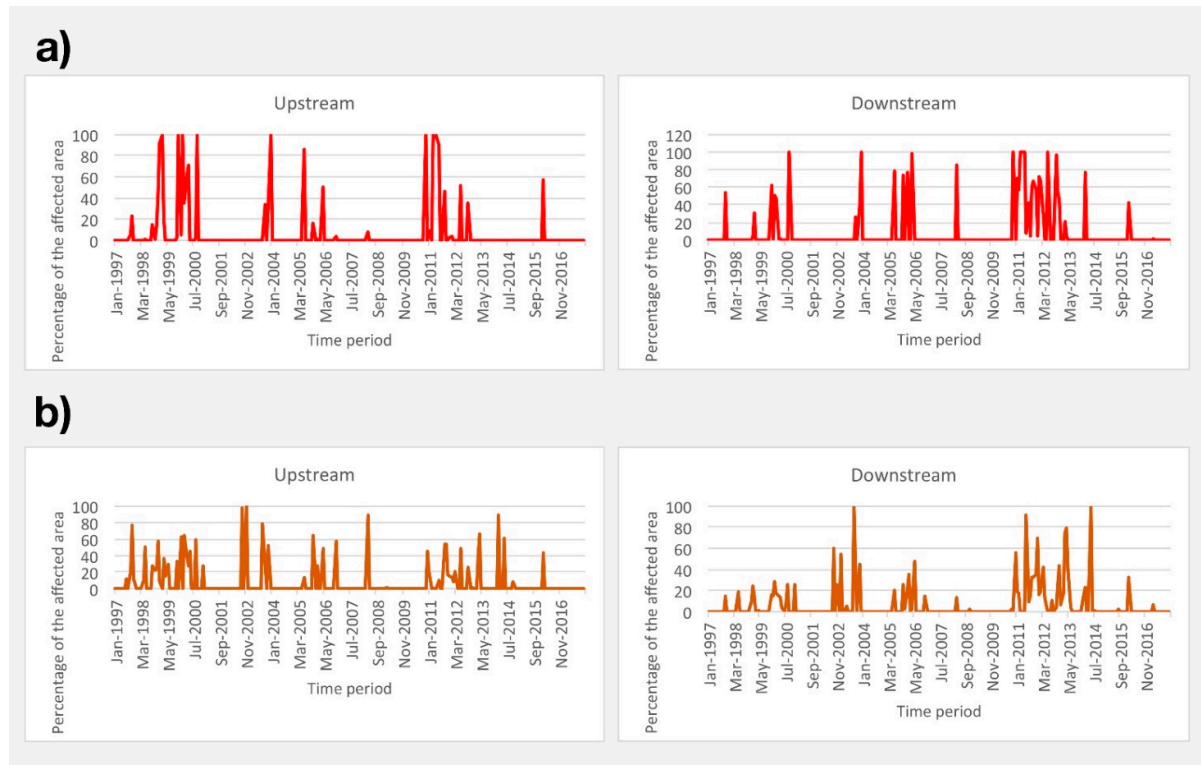 a)
Upstream
Percentage of the affected area
100
80
60
40
20
0
Jan-1997
Mar-1998
May-1999
Jul-2000
Sep-2001
Nov-2002
Jan-2004
Mar-2005
May-2006
Jul-2007
Sep-2008
Nov-2009
Jan-2011
Mar-2012
May-2013
Jul-2014
Sep-2015
Nov-2016
Time period
Downstream
Percentage of the affected area
120
100
80
60
40
20
0
Jan-1997
Mar-1998
May-1999
Jul-2000
Sep-2001
Nov-2002
Jan-2004
Mar-2005
May-2006
Jul-2007
Sep-2008
Nov-2009
Jan-2011
Mar-2012
May-2013
Jul-2014
Sep-2015
Nov-2016
Time period
b)
Upstream
Percentage of the affected area
100
80
60
40
20
0
Jan-1997
Mar-1998
May-1999
Jul-2000
Sep-2001
Nov-2002
Jan-2004
Mar-2005
May-2006
Jul-2007
Sep-2008
Nov-2009
Jan-2011
Mar-2012
May-2013
Jul-2014
Sep-2015
Nov-2016
Time period
Downstream
Percentage of the affected area
100
80
60
40
20
0
Jan-1997
Mar-1998
May-1999
Jul-2000
Sep-2001
Nov-2002
Jan-2004
Mar-2005
May-2006
Jul-2007
Sep-2008
Nov-2009
Jan-2011
Mar-2012
May-2013
Jul-2014
Sep-2015
Nov-2016
Time period